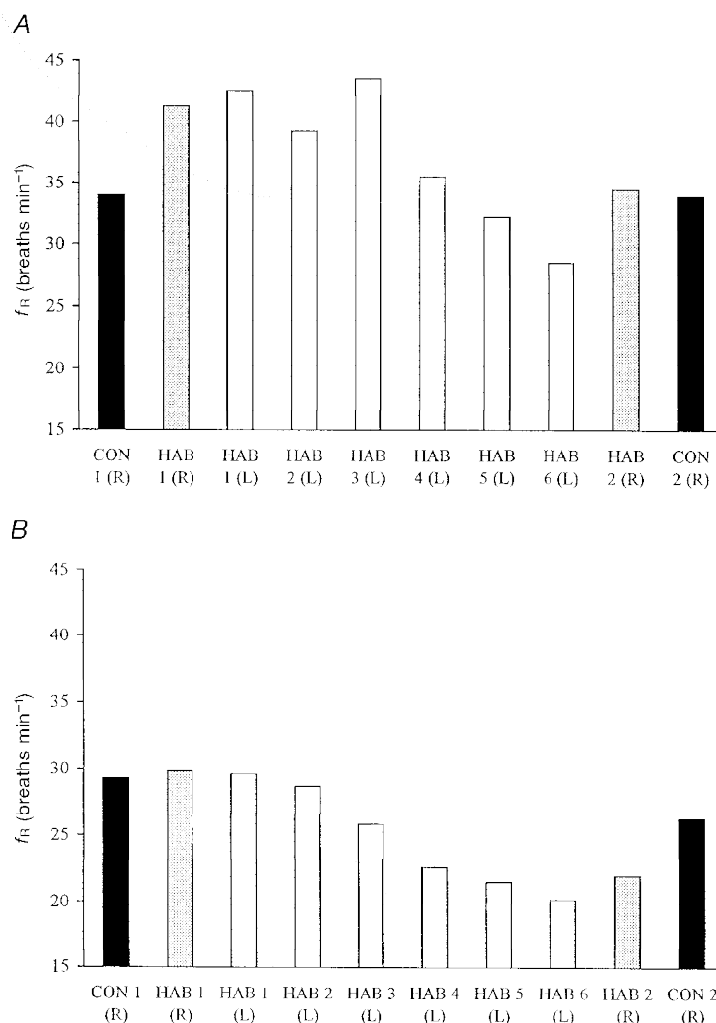 A
45
40
35
30
25
20
15
fR (breaths min−1)
CON HAB HAB HAB HAB HAB HAB HAB HAB CON
1 (R) 1 (R) 1 (L) 2 (L) 3 (L) 4 (L) 5 (L) 6 (L) 2 (R) 2 (R)
B
45
40
35
30
25
20
15
fR (breaths min−1)
CON 1 HAB 1 HAB 1 HAB 2 HAB 3 HAB 4 HAB 5 HAB 6 HAB 2 CON 2
(R) (R) (L) (L) (L) (L) (L) (L) (R) (R)